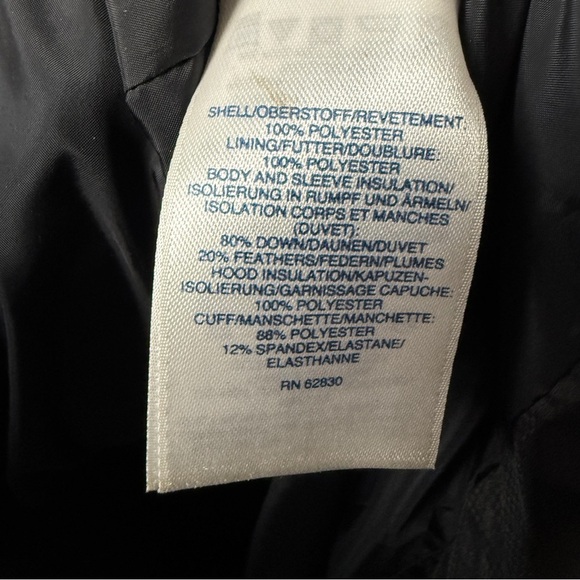 SHELL/OBERSTOFF/REVETEMENT:
100% POLYESTER
LINING/FUTTER/DOUBLURE:
100% POLYESTER
BODY AND SLEEVE INSULATION/
ISOLIERUNG IN RUMPF UND ÄRMELN/
ISOLATION CORPS ET MANCHES
(DUVET):
80% DOWN/DAUNEN/DUVET
20% FEATHERS/FEDERN/PLUMES
HOOD INSULATION/KAPUZEN-
ISOLIERUNG/GARNISSAGE CAPUCHE:
100% POLYESTER
CUFF/MANSCHETTE/MANCHETTE:
88% POLYESTER
12% SPANDEX/ELASTANE/
ELASTHANNE
RN 62830